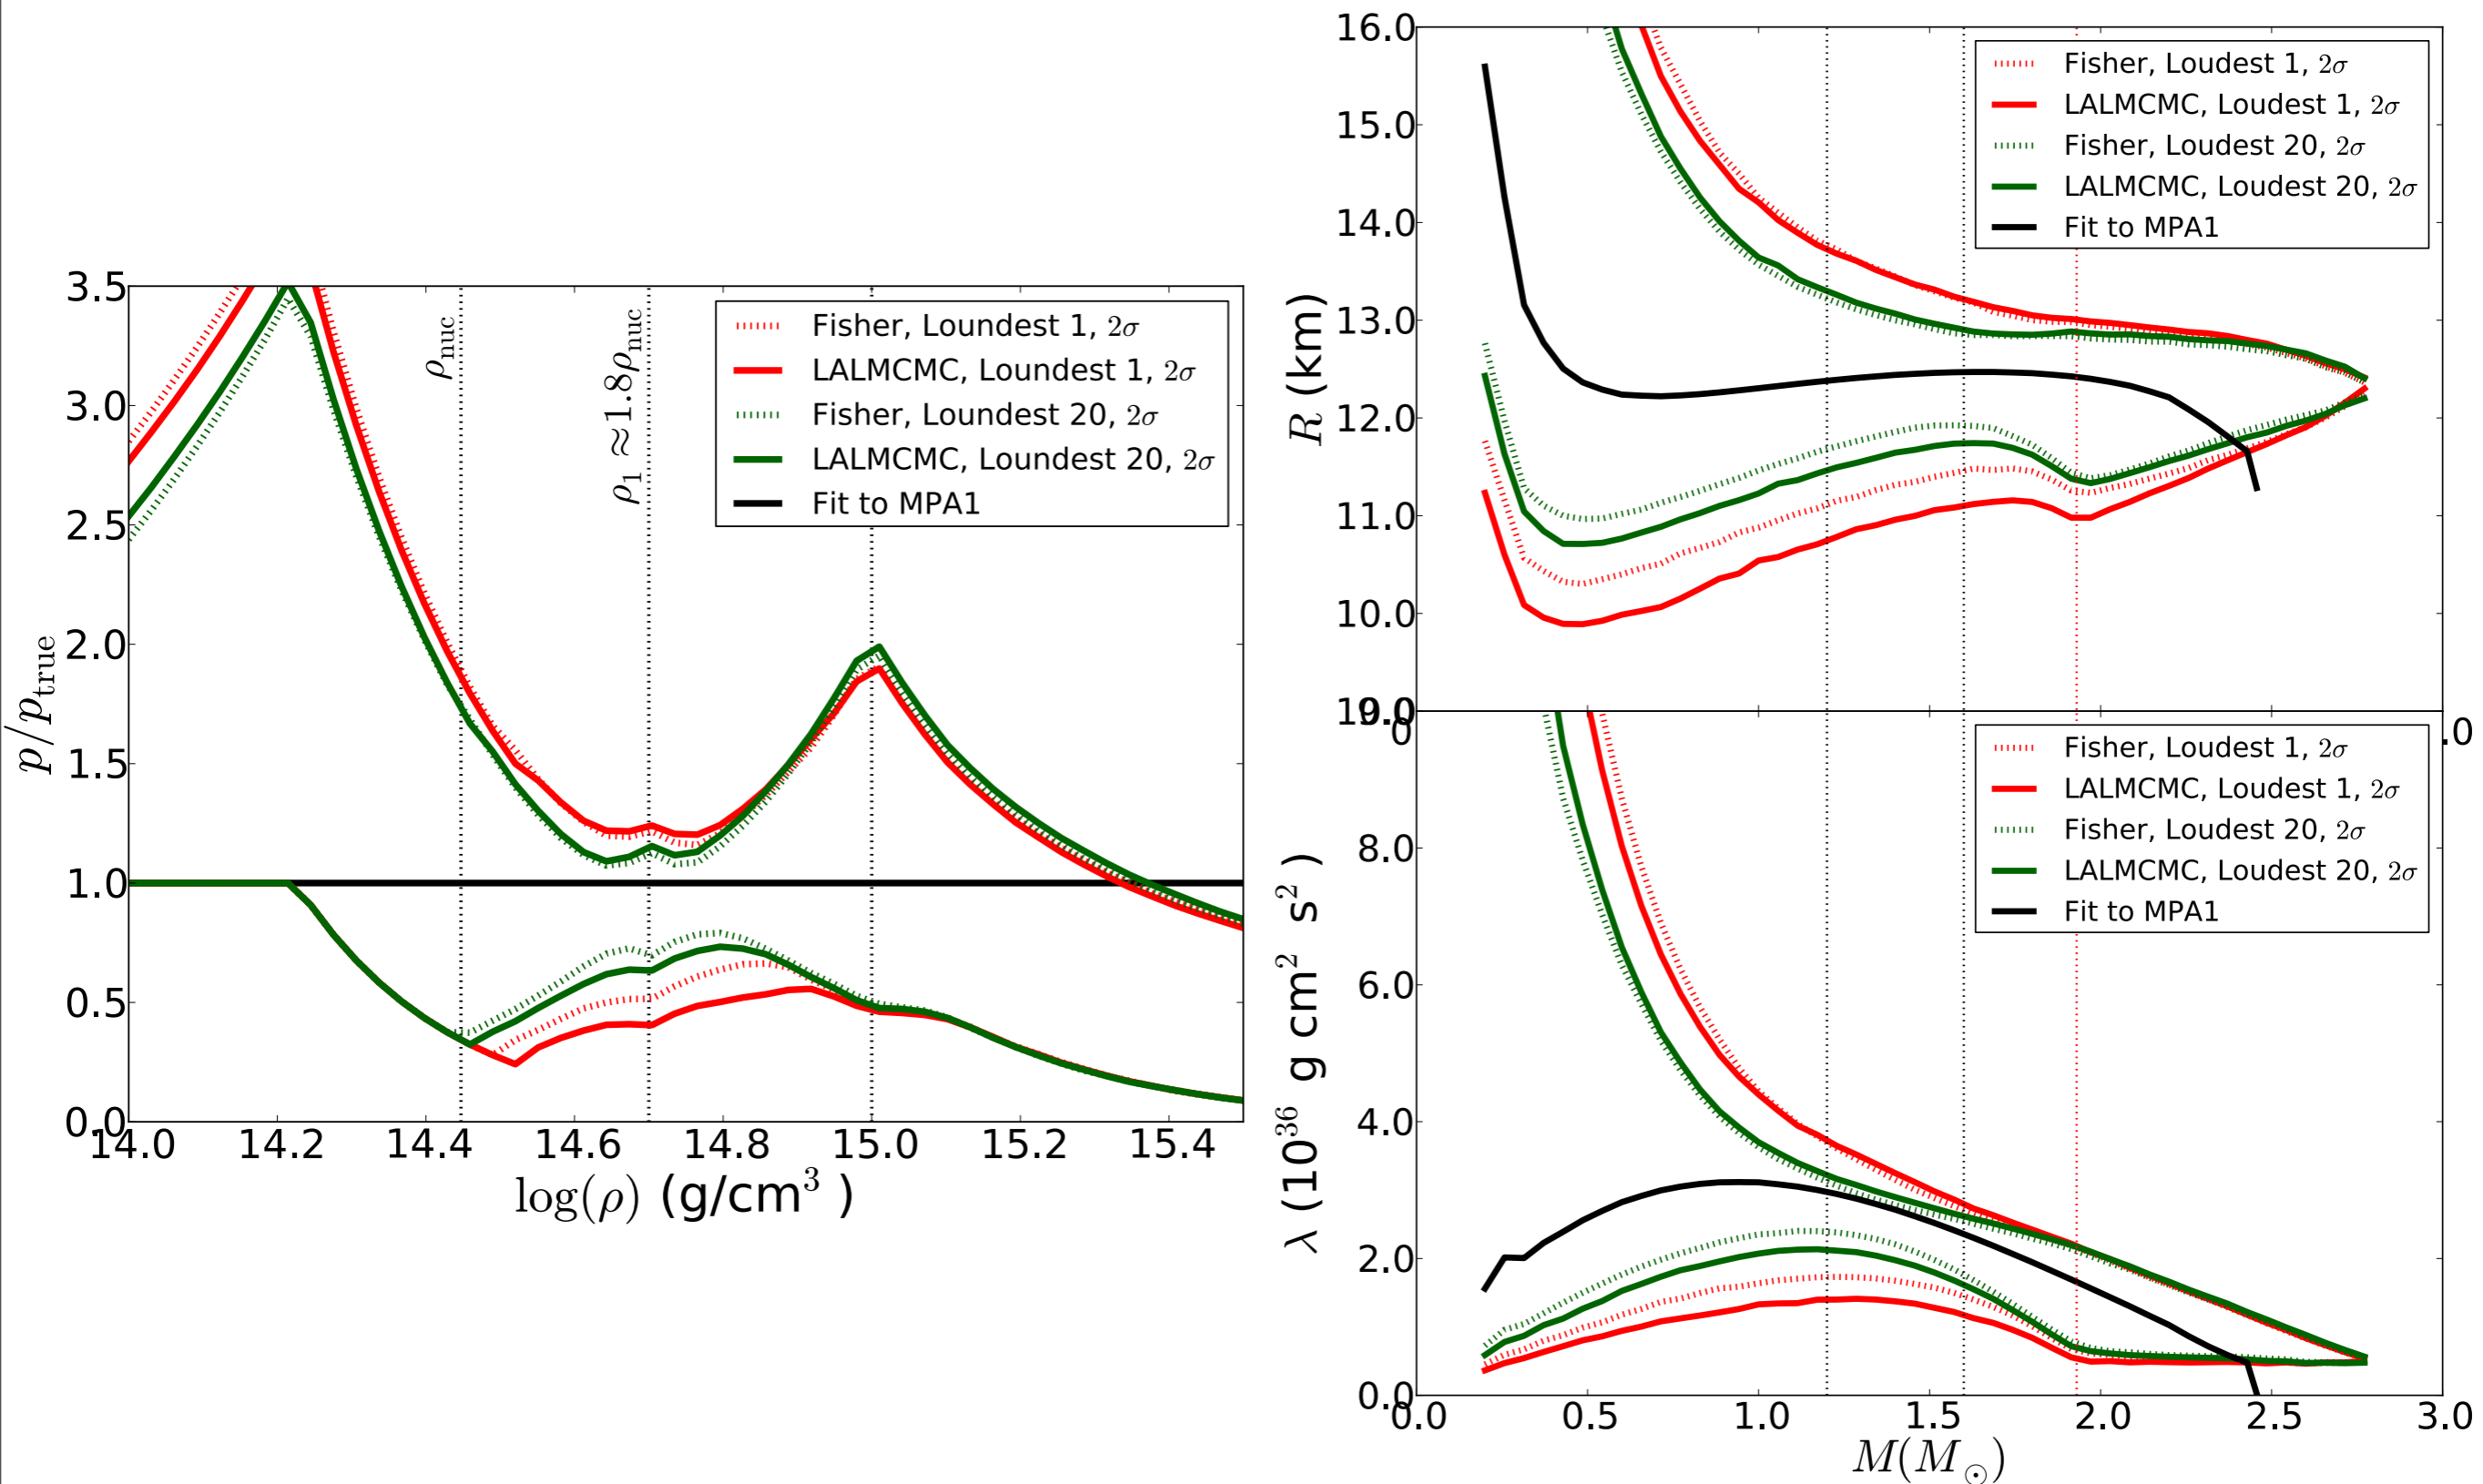 3.5
3.0
2.5
2.0
1.5
1.0
0.5
0.0
p/p_true
ρ_nuc
ρ₁ ≈1.8ρ_nuc
Fisher, Loundest 1, 2σ
LALMCMC, Loundest 1, 2σ
Fisher, Loundest 20, 2σ
LALMCMC, Loundest 20, 2σ
Fit to MPA1
14.0 14.2 14.4 14.6 14.8 15.0 15.2 15.4
log(ρ) (g/cm³ )
16.0
15.0
14.0
13.0
12.0
11.0
10.0
R (km)
Fisher, Loudest 1, 2σ
LALMCMC, Loudest 1, 2σ
Fisher, Loudest 20, 2σ
LALMCMC, Loudest 20, 2σ
Fit to MPA1
.0
8.0
6.0
4.0
2.0
0.0
λ (10³⁶ g cm² s² )
Fisher, Loudest 1, 2σ
LALMCMC, Loudest 1, 2σ
Fisher, Loudest 20, 2σ
LALMCMC, Loudest 20, 2σ
Fit to MPA1
0.0 0.5 1.0 1.5 2.0 2.5 3.0
M(M_⊙)